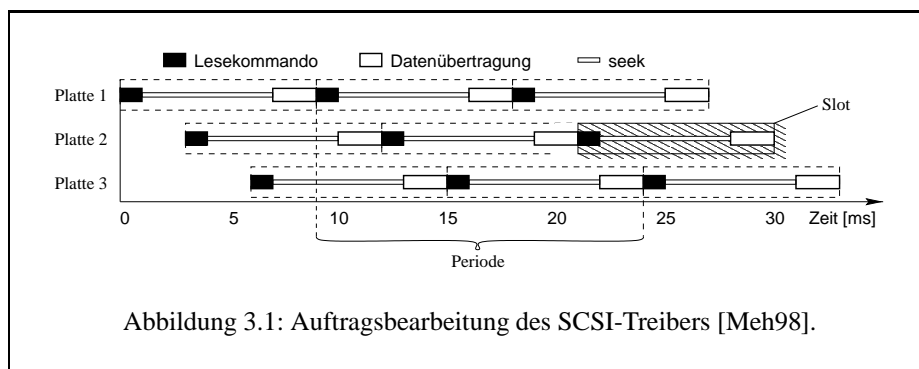 Lesekommando Datenübertragung seek
Platte 1
Slot
Platte 2
Platte 3
0 5 10 15 20 25 30 Zeit [ms]
Periode
Abbildung 3.1: Auftragsbearbeitung des SCSI-Treibers [Meh98].